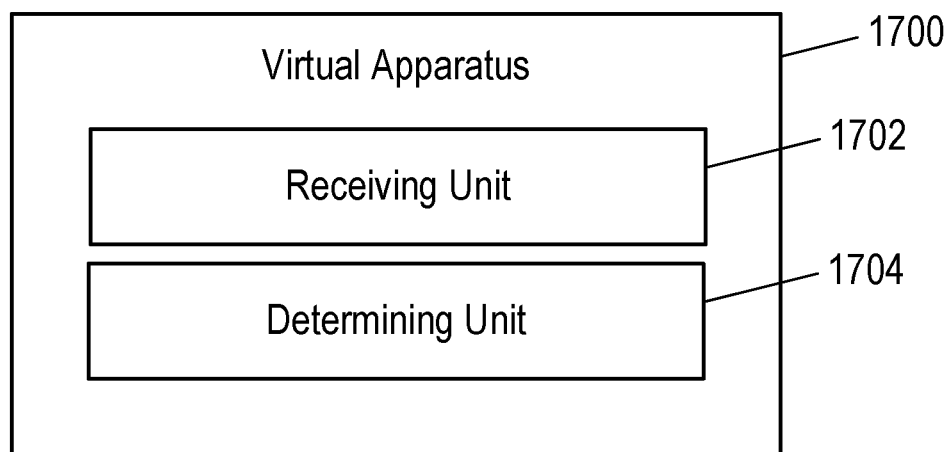 1700
Virtual Apparatus
1702
Receiving Unit
1704
Determining Unit